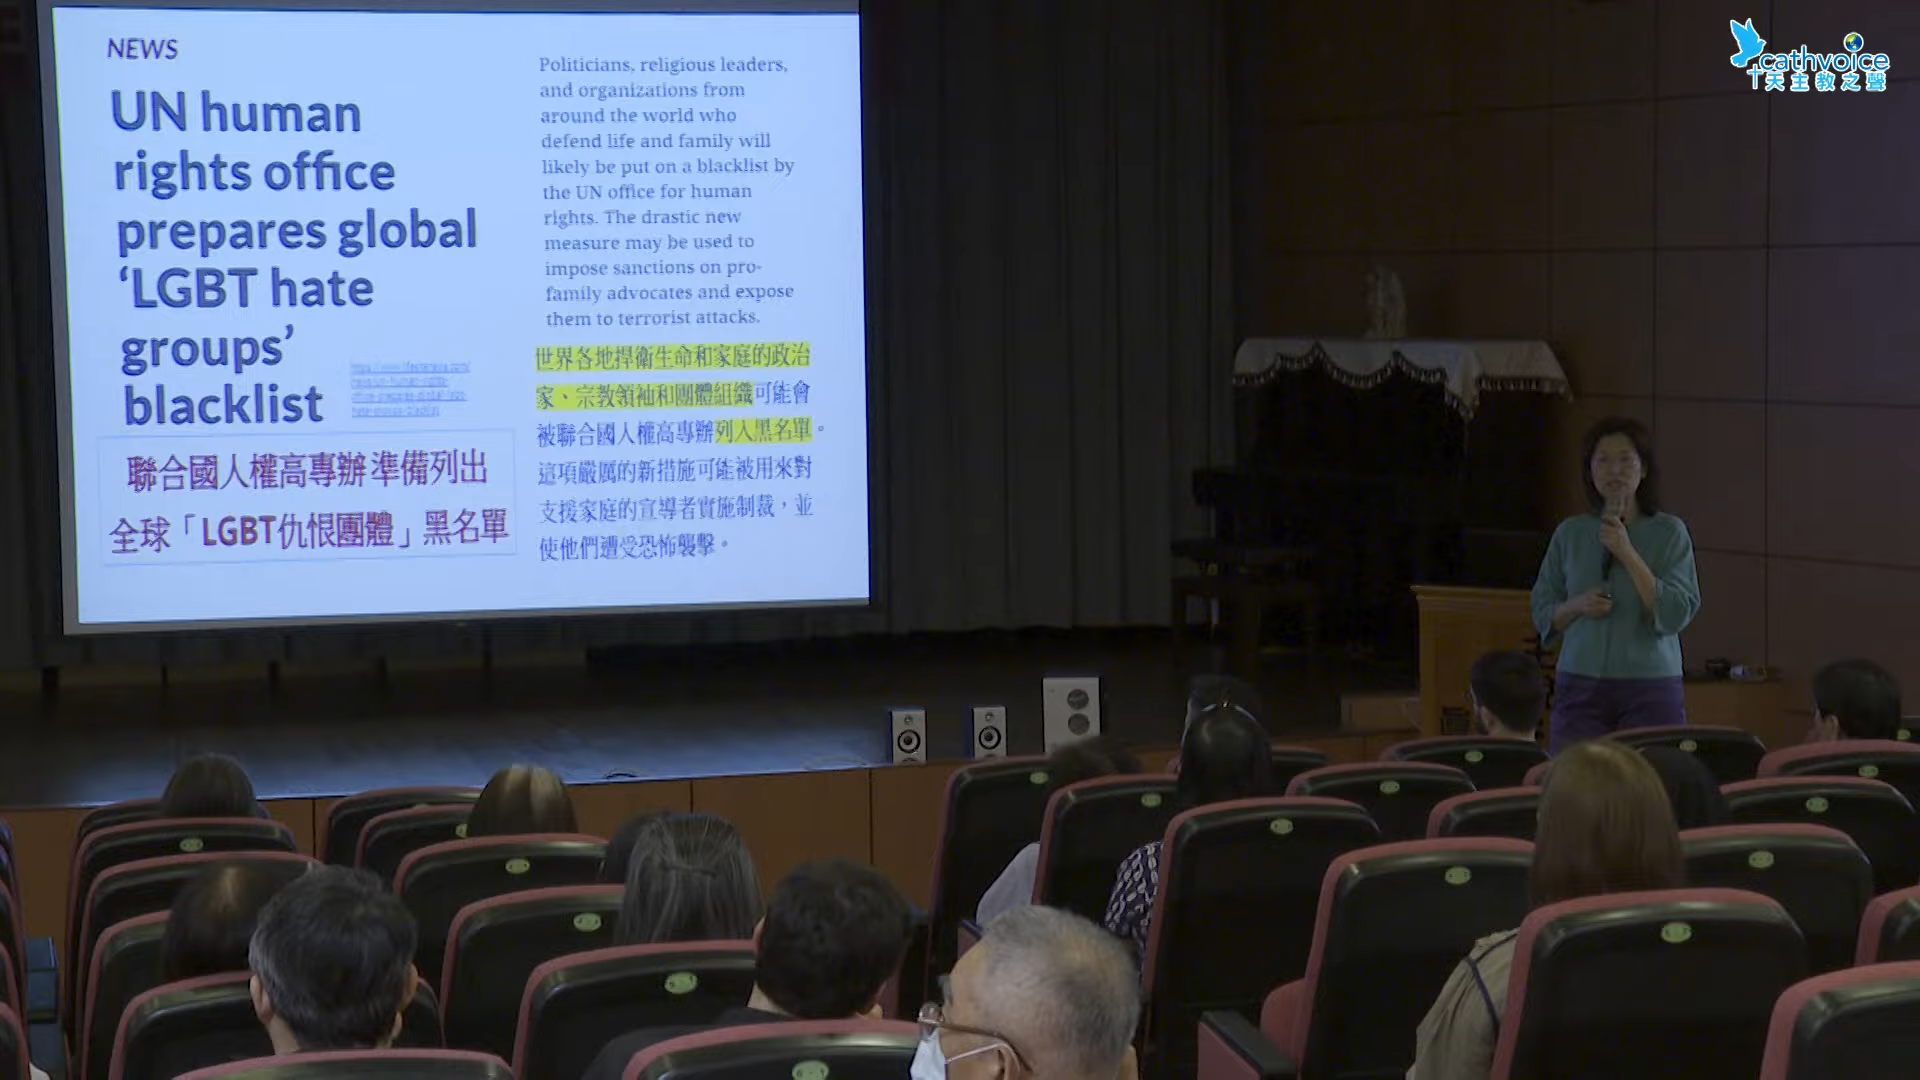 NEWS
UN human
rights office
prepares global
‘LGBT hate
groups’
blacklist
聯合國人權高專辦 準備列出
全球「LGBT仇恨團體」黑名單
Politicians, religious leaders,
and organizations from
around the world who
defend life and family will
likely be put on a blacklist by
the UN office for human
rights. The drastic new
measure may be used to
impose sanctions on pro-
family advocates and expose
them to terrorist attacks.
世界各地捍衛生命和家庭的政治
家、宗教領袖和團體組織可能會
被聯合國人權高專辦列入黑名單。
這項嚴厲的新措施可能被用來對
支援家庭的宣導者實施制裁，並
使他們遭受恐怖襲擊。
cathvoice
天主教之聲